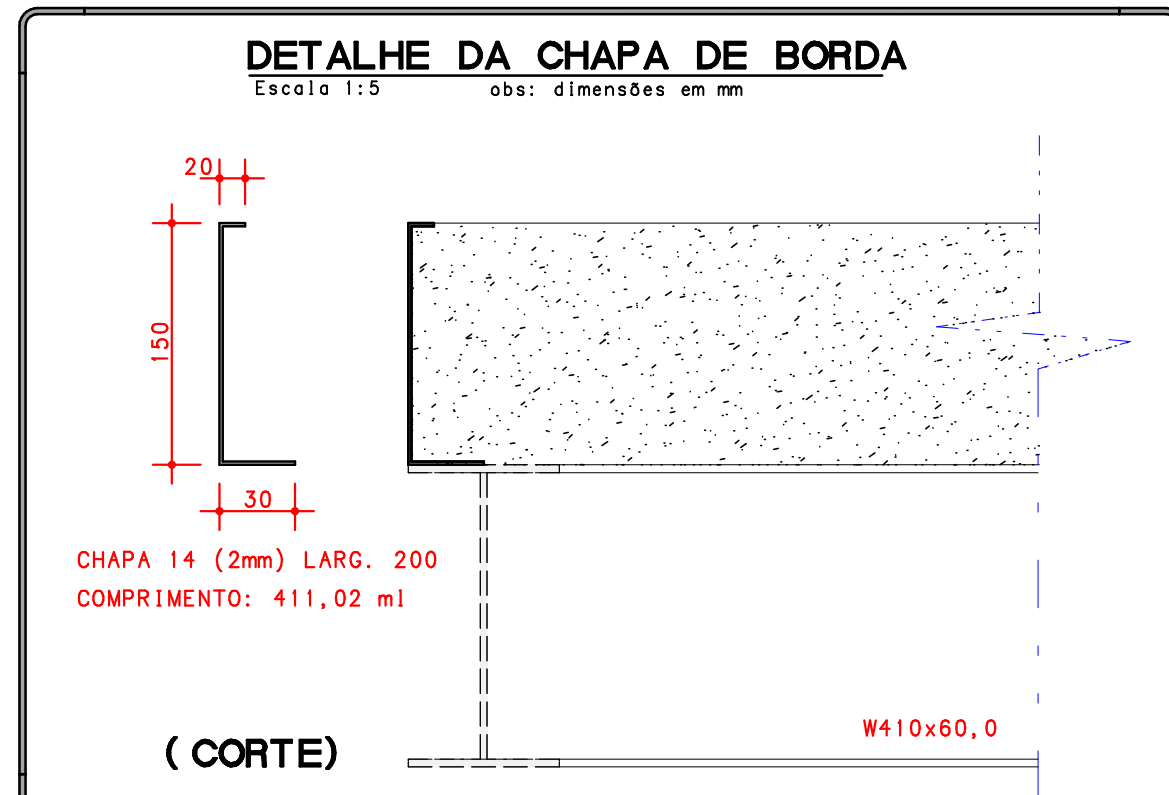 DETALHE DA CHAPA DE BORDA
Escala 1:5 obs: dimensões em mm
20
150
30
CHAPA 14 (2mm) LARG. 200
COMPRIMENTO: 411,02 ml
W410x60,0
(CORTE)